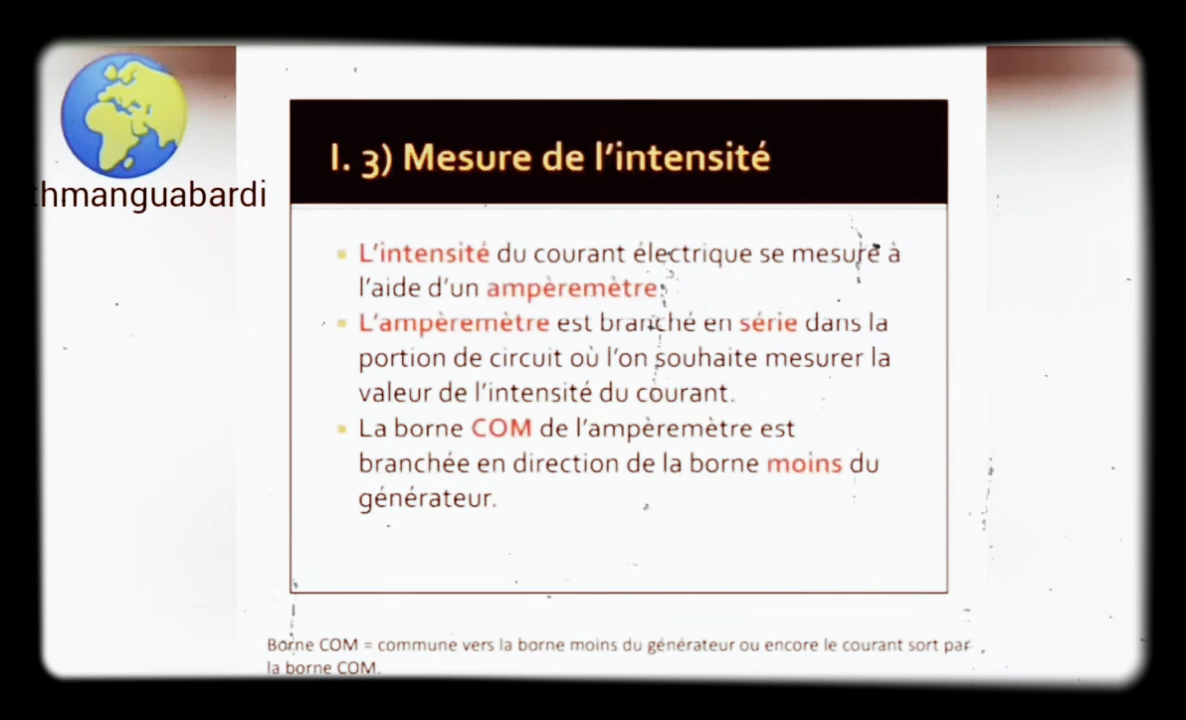 thmanguabardi
I. 3) Mesure de l'intensité
L'intensité du courant électrique se mesure à
l'aide d'un ampèremètre.
L'ampèremètre est branché en série dans la
portion de circuit où l'on souhaite mesurer la
valeur de l'intensité du courant.
La borne COM de l'ampèremètre est
branchée en direction de la borne moins du
générateur.
Borne COM = commune vers la borne moins du générateur ou encore le courant sort par
la borne COM.